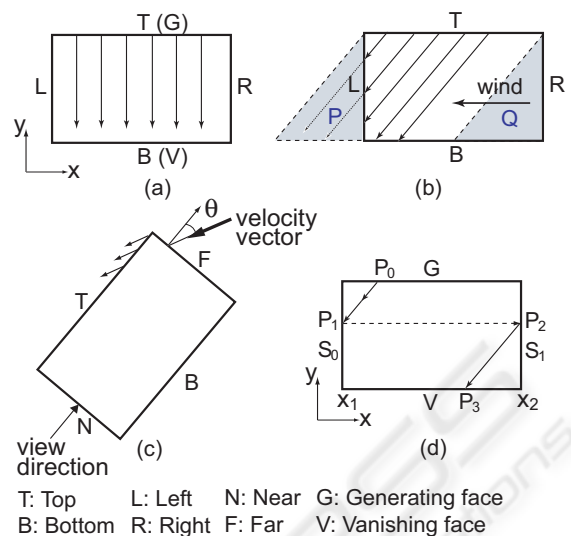 T (G)
L
R
y
B (V)
x
(a)
T
L
R
wind
P
Q
B
(b)
θ
velocity
vector
F
T
B
N
view
direction
(c)
P0
G
P1
P2
S0
S1
y
x1
V
P3
x2
x
(d)
T: Top L: Left N: Near G: Generating face
B: Bottom R: Right F: Far V: Vanishing face